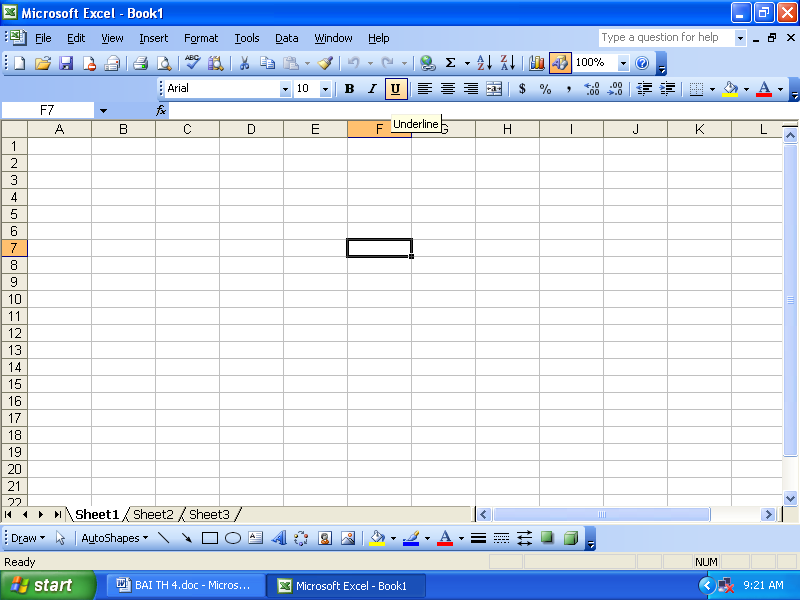 Microsoft Excel - Book1
File Edit View Insert Format Tools Data Window Help Type a question for help
Σ 100%
Arial 10 B I U $ % ,
F7 fx
Underline
A B C D E F G H I J K L
1
2
3
4
5
6
7
8
9
10
11
12
13
14
15
16
17
18
19
20
21
22
Sheet1 Sheet2 Sheet3
Draw AutoShapes
Ready NUM
start BAI TH 4.doc - Micros... Microsoft Excel - Book1 9:21 AM